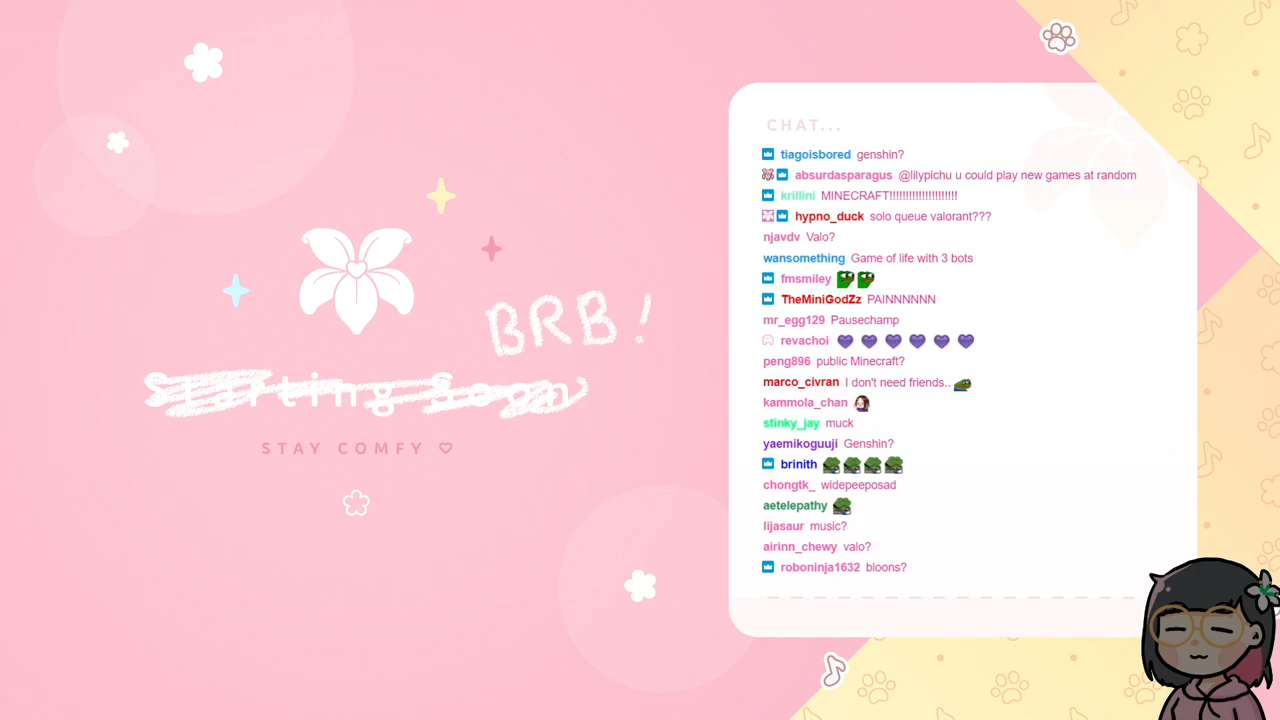 BRB!
Starting Soon
STAY COMFY
CHAT...
tiagoisbored genshin?
absurdasparagus @lilypichu u could play new games at random
krillini MINECRAFT!!!!!!!!!!!!!!!!!!!!!
hypno_duck solo queue valorant???
njavdv Valo?
wansomething Game of life with 3 bots
fmsmiley
TheMiniGodZz PAINNNNNN
mr_egg129 Pausechamp
revachoi
peng896 public Minecraft?
marco_civran I don't need friends..
kammola_chan
stinky_jay muck
yaemikoguuji Genshin?
brinith
chongtk_ widepeeposad
aetelepathy
lijasaur music?
airinn_chewy valo?
roboninja1632 bloons?